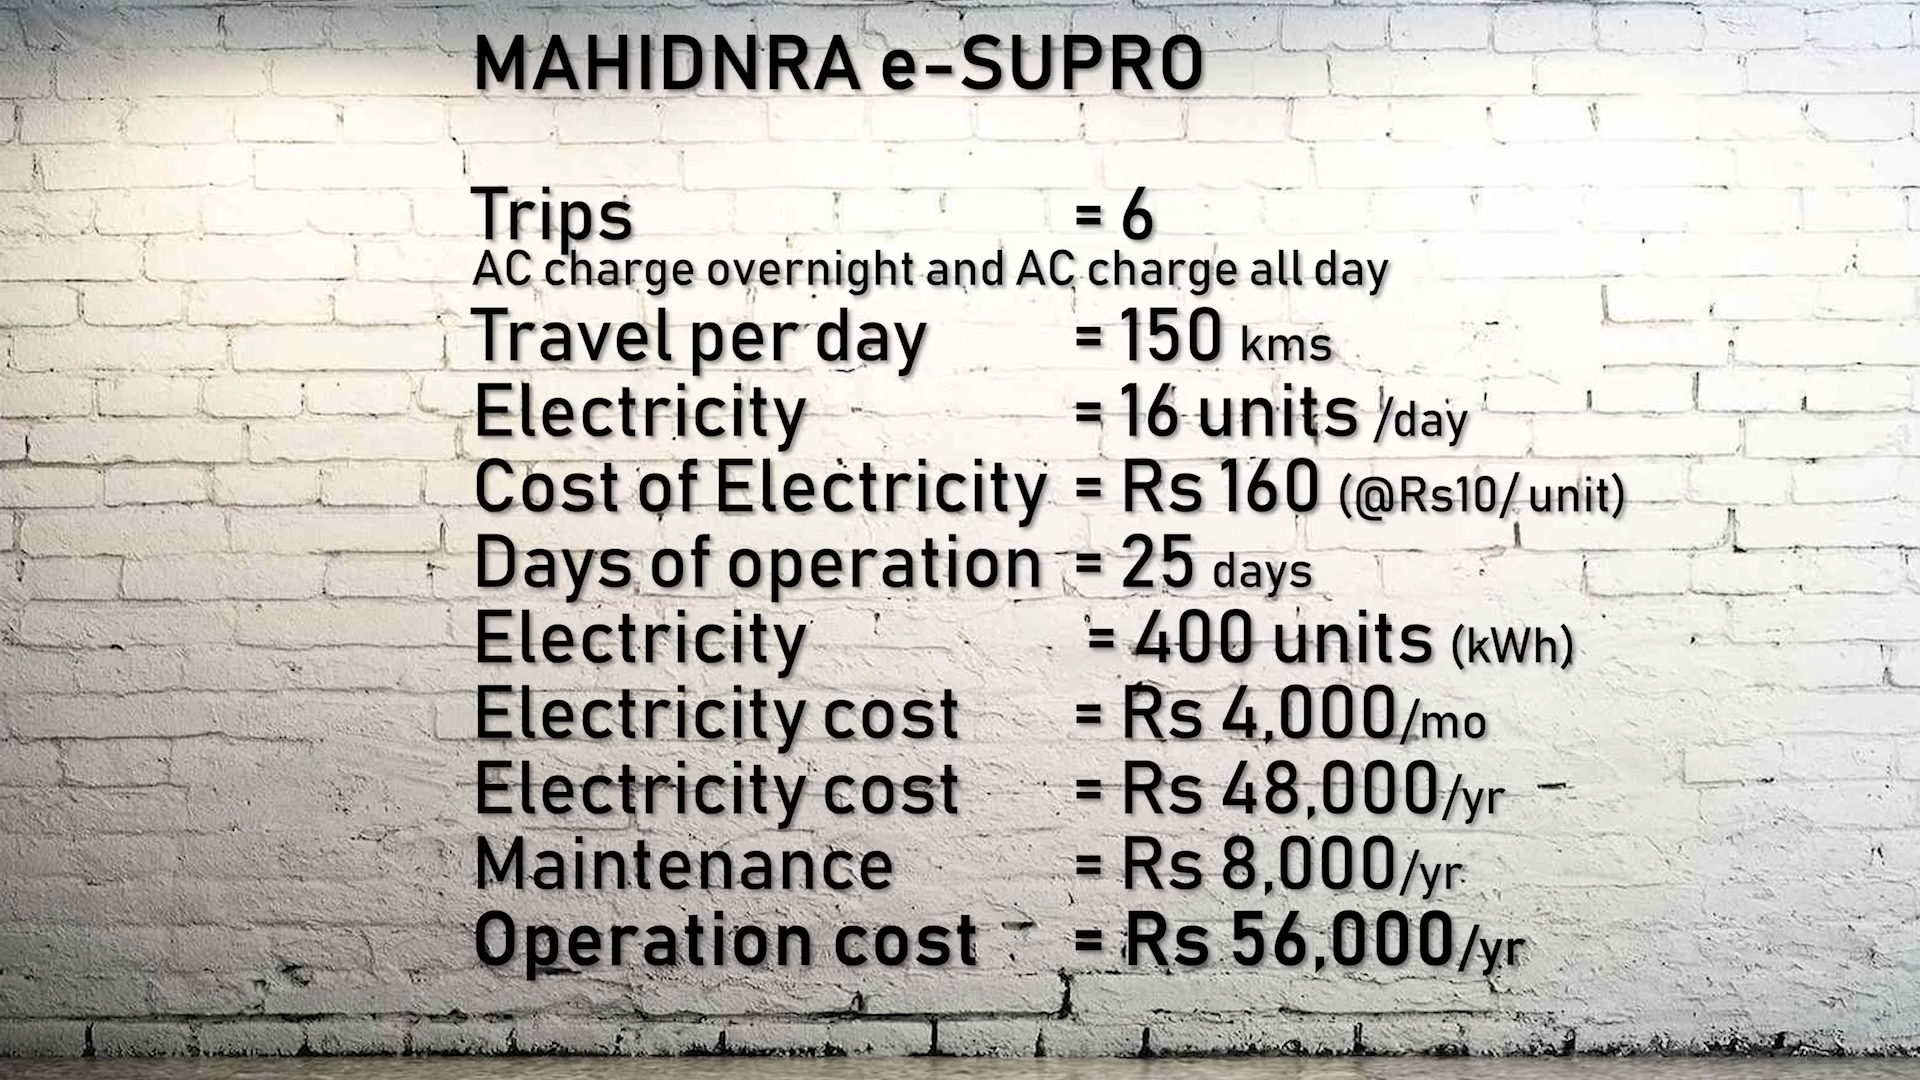 MAHIDNRA e-SUPRO
Trips = 6
AC charge overnight and AC charge all day
Travel per day = 150 kms
Electricity = 16 units /day
Cost of Electricity = Rs 160 (@Rs10/ unit)
Days of operation = 25 days
Electricity = 400 units (kWh)
Electricity cost = Rs 4,000/mo
Electricity cost = Rs 48,000/yr
Maintenance = Rs 8,000/yr
Operation cost = Rs 56,000/yr